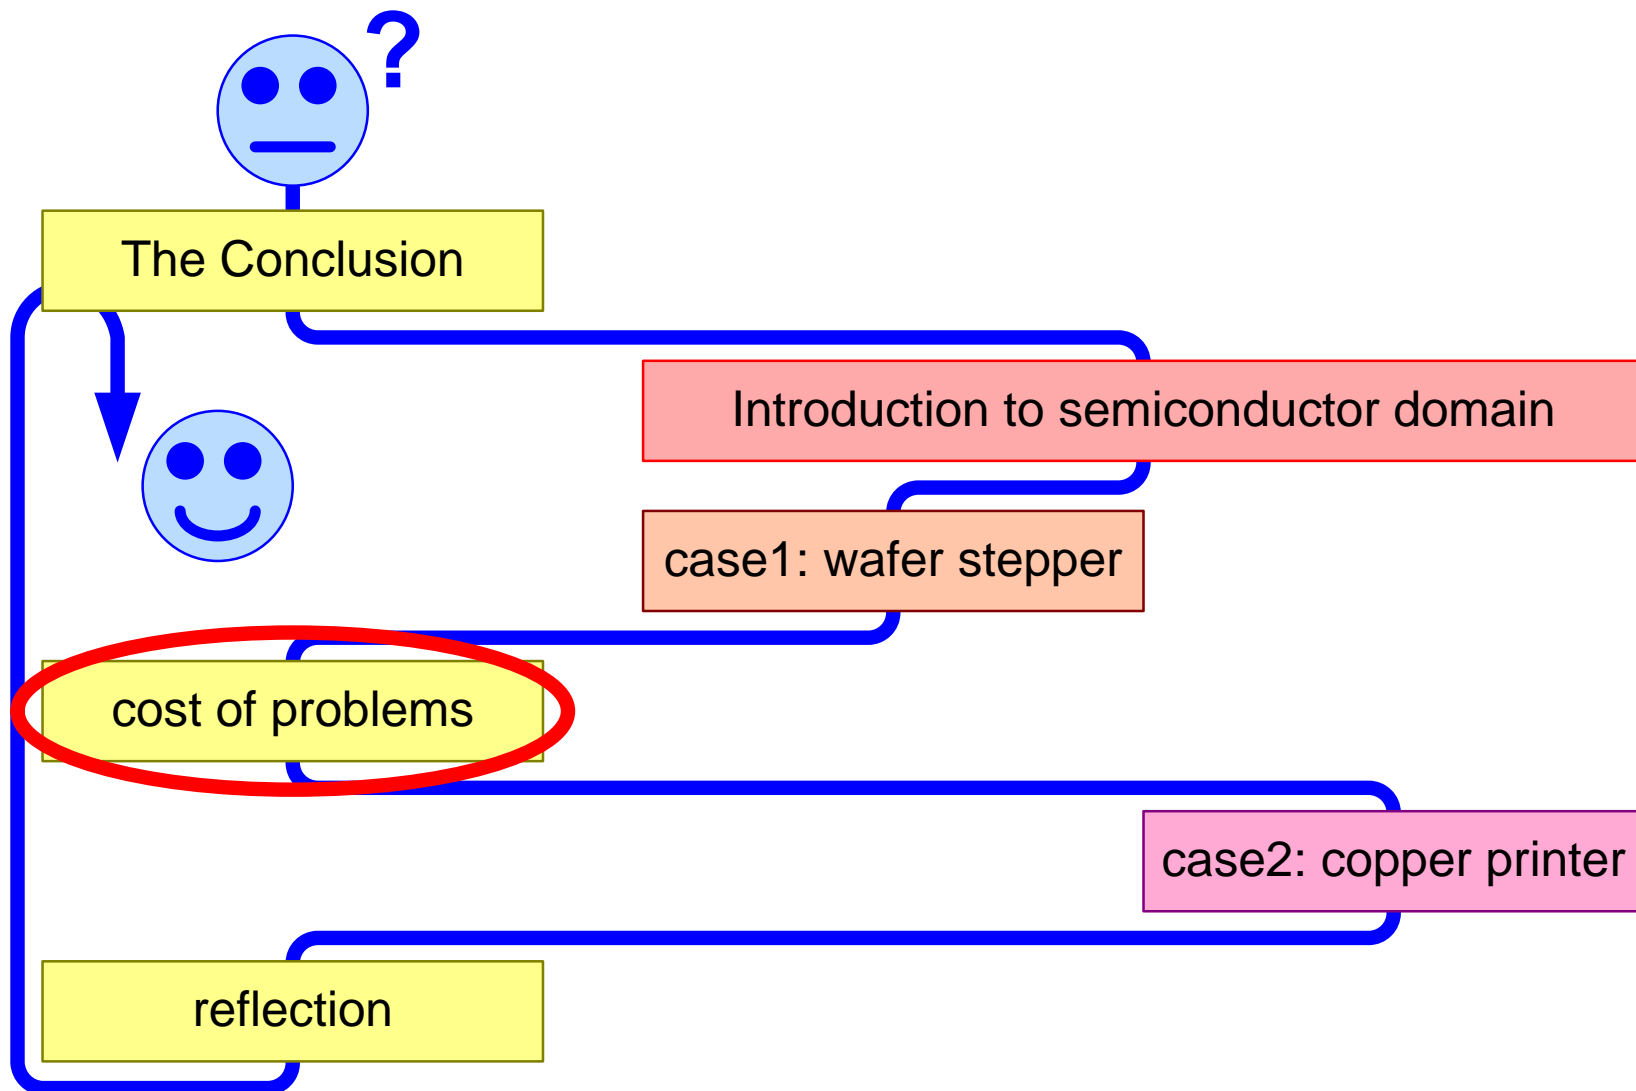 ?
The Conclusion
Introduction to semiconductor domain
case1: wafer stepper
cost of problems
case2: copper printer
reflection